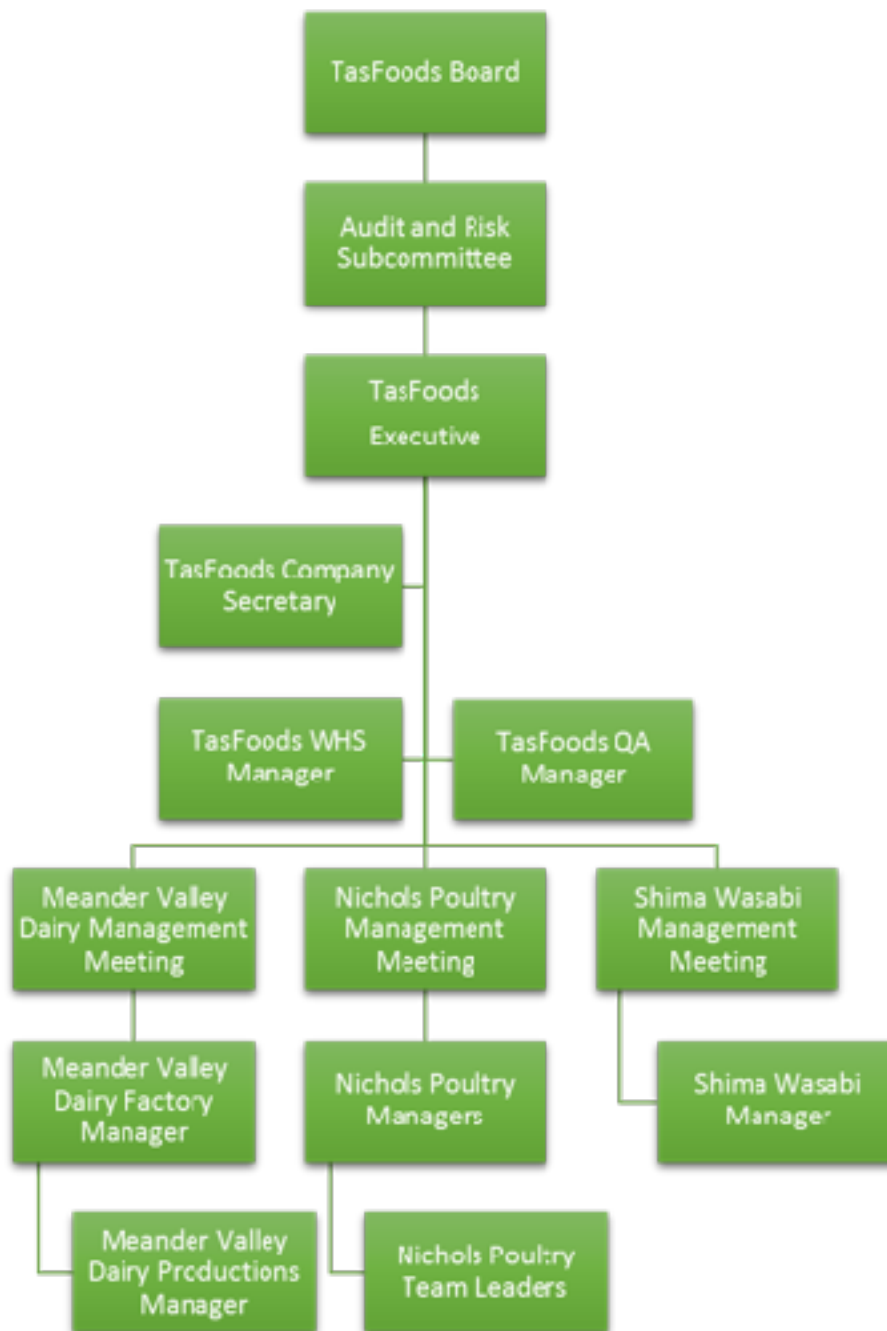 TasFoods Board
Audit and Risk
Subcommittee
TasFoods
Executive
TasFoods Company
Secretary
TasFoods WHS
Manager
TasFoods QA
Manager
Meander Valley
Dairy Management
Meeting
Nichols Poultry
Management
Meeting
Shima Wasabi
Management
Meeting
Meander Valley
Dairy Factory
Manager
Nichols Poultry
Managers
Shima Wasabi
Manager
Meander Valley
Dairy Productions
Manager
Nichols Poultry
Team Leaders